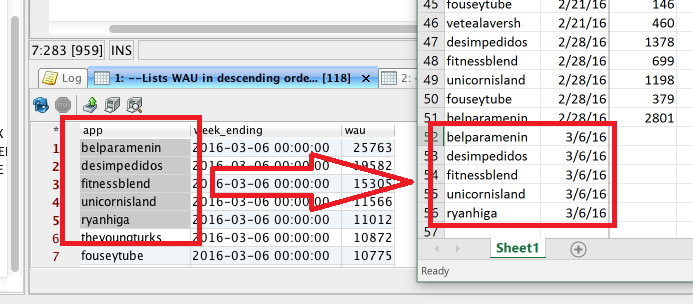 7:283 [959] INS
Log
1: --Lists WAU in descending orde... [118]
2: -
* app week_ending wau
1 belparamenin 2016-03-06 00:00:00 25763
2 desimpedidos 2016-03-06 00:00:00 19582
3 fitnessblend 2016-03-06 00:00:00 15305
4 unicornisland 2016-03-06 00:00:00 11566
5 ryanhiga 2016-03-06 00:00:00 11012
6 theyoungturks 2016-03-06 00:00:00 10872
7 fouseytube 2016-03-06 00:00:00 10775
45 fouseytube 2/21/16 146
46 vetealaversh 2/21/16 460
47 desimpedidos 2/28/16 1378
48 fitnessblend 2/28/16 699
49 unicornisland 2/28/16 1198
50 fouseytube 2/28/16 379
51 belparamenin 2/28/16 2801
52 belparamenin 3/6/16
53 desimpedidos 3/6/16
54 fitnessblend 3/6/16
55 unicornisland 3/6/16
56 ryanhiga 3/6/16
57
Sheet1
Ready